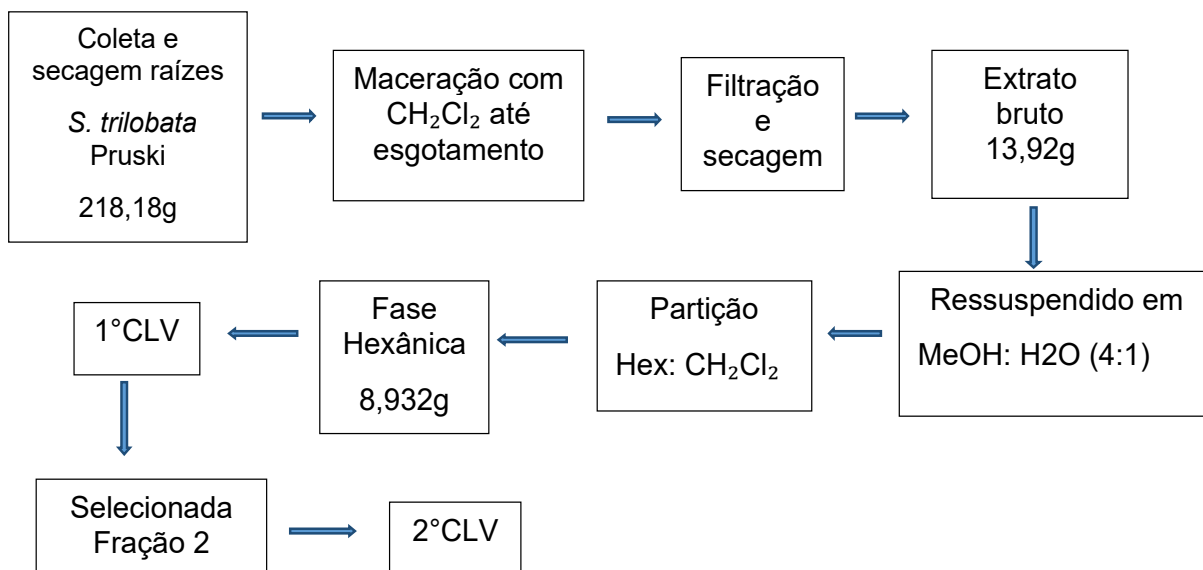 Coleta e
secagem raízes
S. trilobata
Pruski
218,18g
Maceração com
CH₂Cl₂ até
esgotamento
Filtração
e
secagem
Extrato
bruto
13,92g
Ressuspendido em
MeOH: H2O (4:1)
Partição
Hex: CH₂Cl₂
Fase
Hexânica
8,932g
1°CLV
Selecionada
Fração 2
2°CLV